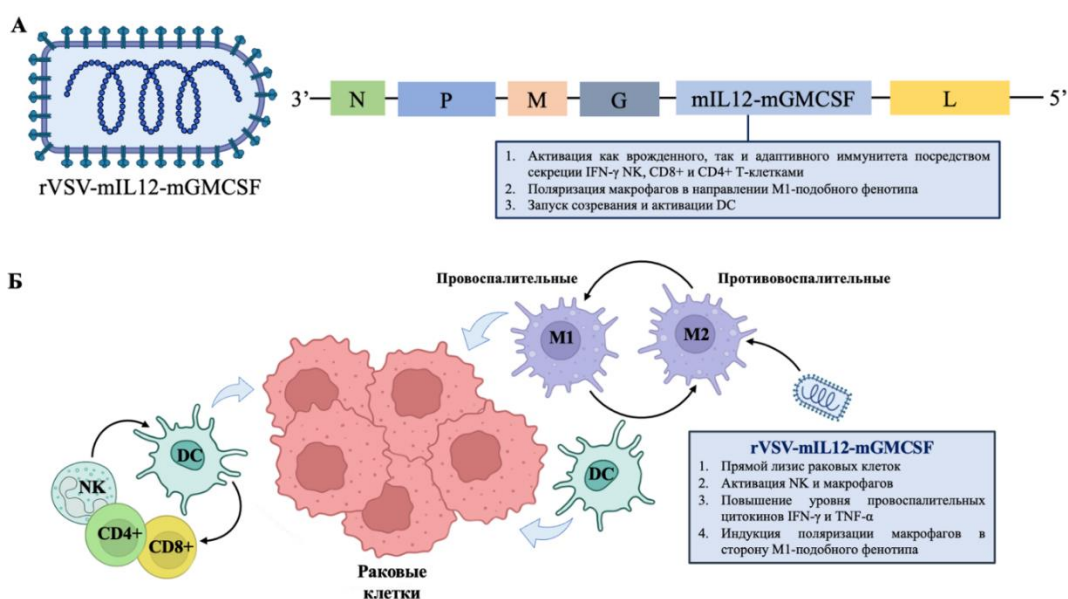 А
rVSV-mIL12-mGMCSF
3’
N
P
M
G
mIL12-mGMCSF
L
5’
1. Активация как врожденного, так и адаптивного иммунитета посредством
секреции IFN-γ NK, CD8+ и CD4+ Т-клетками
2. Поляризация макрофагов в направлении М1-подобного фенотипа
3. Запуск созревания и активации DC
Б
Провоспалительные
Противовоспалительные
M1
M2
DC
NK
CD4+
CD8+
DC
Раковые
клетки
rVSV-mIL12-mGMCSF
1. Прямой лизис раковых клеток
2. Активация NK и макрофагов
3. Повышение уровня провоспалительных
цитокинов IFN-γ и TNF-α
4. Индукция поляризации макрофагов в
сторону М1-подобного фенотипа